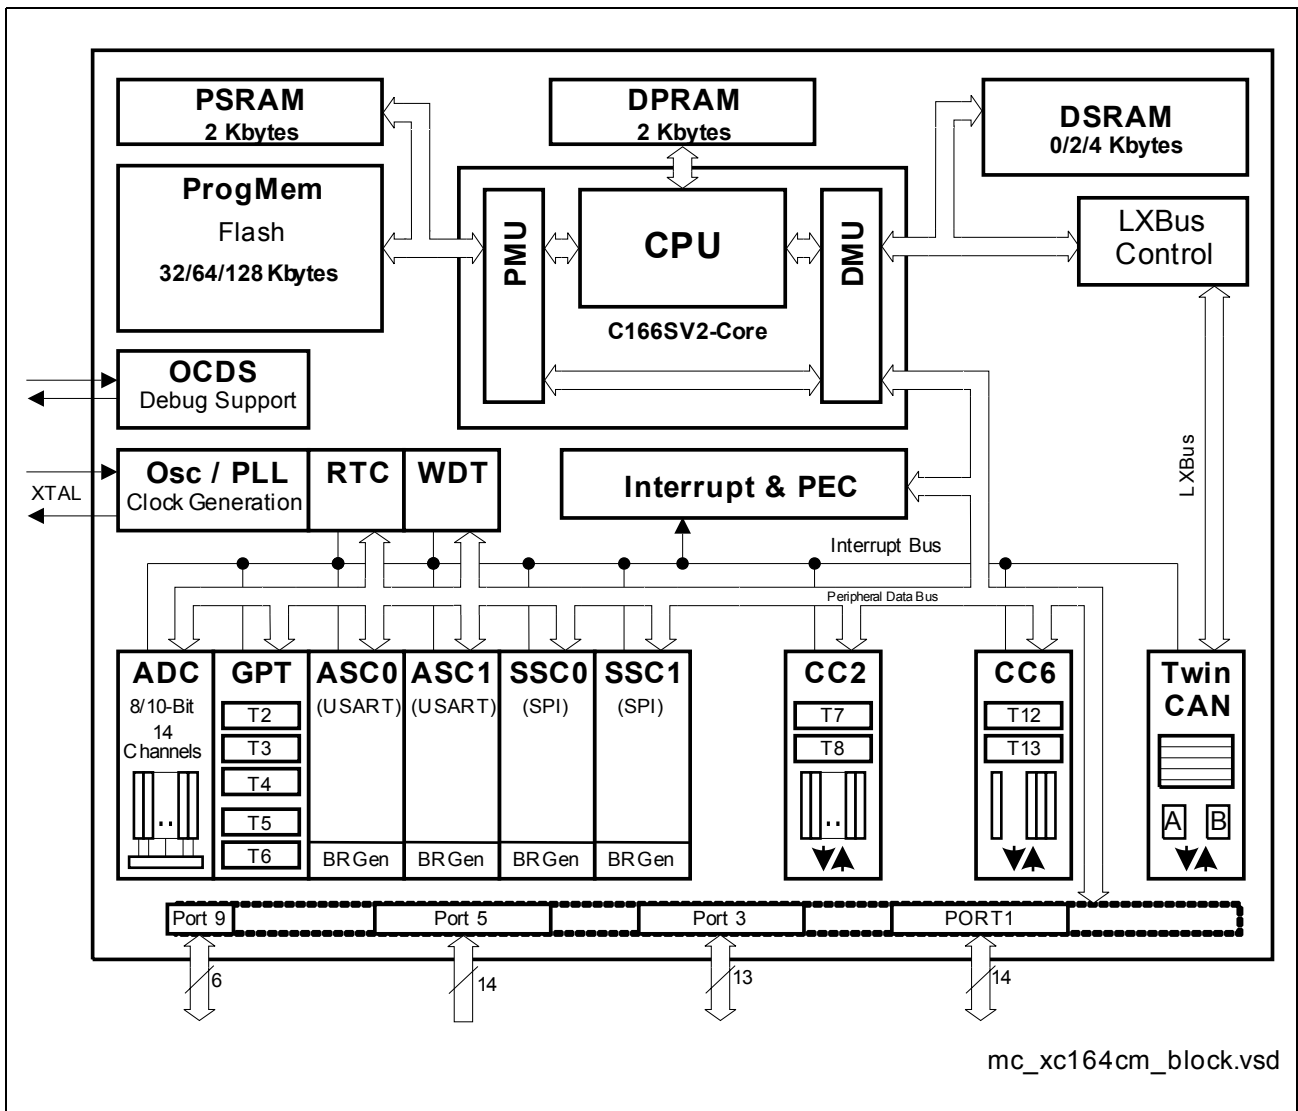 PSRAM
2 Kbytes
DPRAM
2 Kbytes
DSRAM
0/2/4 Kbytes
ProgMem
Flash
32/64/128 Kbytes
PMU
CPU
DMU
C166SV2-Core
LXBus
Control
OCDS
Debug Support
Osc / PLL
Clock Generation
RTC
WDT
XTAL
Interrupt & PEC
LXBus
Interrupt Bus
Peripheral Data Bus
ADC
8/10-Bit
14
Channels
GPT
T2
T3
T4
T5
T6
ASC0
(USART)
BRGen
ASC1
(USART)
BRGen
SSC0
(SPI)
BRGen
SSC1
(SPI)
BRGen
CC2
T7
T8
CC6
T12
T13
Twin
CAN
A
B
Port 9
Port 5
Port 3
PORT1
6
14
13
14
mc_xc164cm_block.vsd